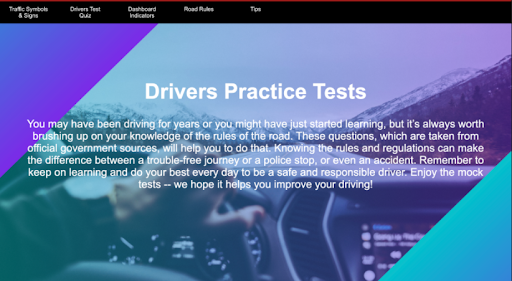 Traffic Symbols
& Signs
Drivers Test
Quiz
Dashboard
Indicators
Road Rules
Tips
Drivers Practice Tests
You may have been driving for years or you might have just started learning, but it's always worth
brushing up on your knowledge of the rules of the road. These questions, which are taken from
official government sources, will help you to do that. Knowing the rules and regulations can make
the difference between a trouble-free journey or a police stop, or even an accident. Remember to
keep on learning and do your best every day to be a safe and responsible driver. Enjoy the mock
tests -- we hope it helps you improve your driving!